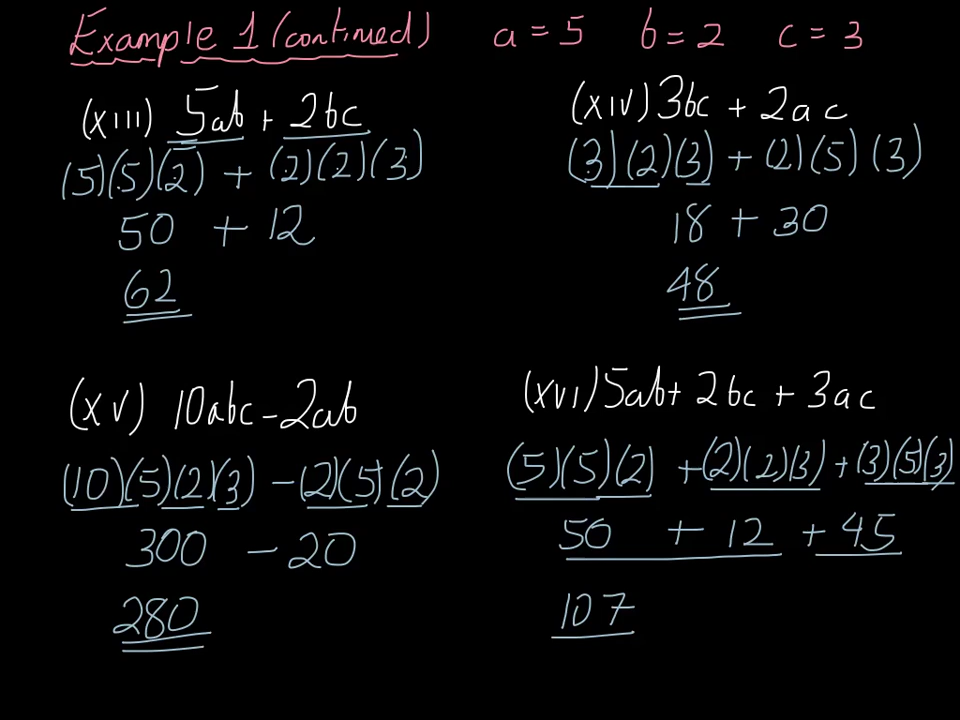 Example 1 (continued) a = 5 b = 2 c = 3
(xiii) 5ab + 2bc
(5)(5)(2) + (2)(2)(3)
50 + 12
62
(xiv) 3bc + 2ac
(3)(2)(3) + (2)(5)(3)
18 + 30
48
(xv) 10abc - 2ab
(10)(5)(2)(3) - (2)(5)(2)
300 - 20
280
(xvi) 5ab + 2bc + 3ac
(5)(5)(2) + (2)(2)(3) + (3)(5)(3)
50 + 12 + 45
107